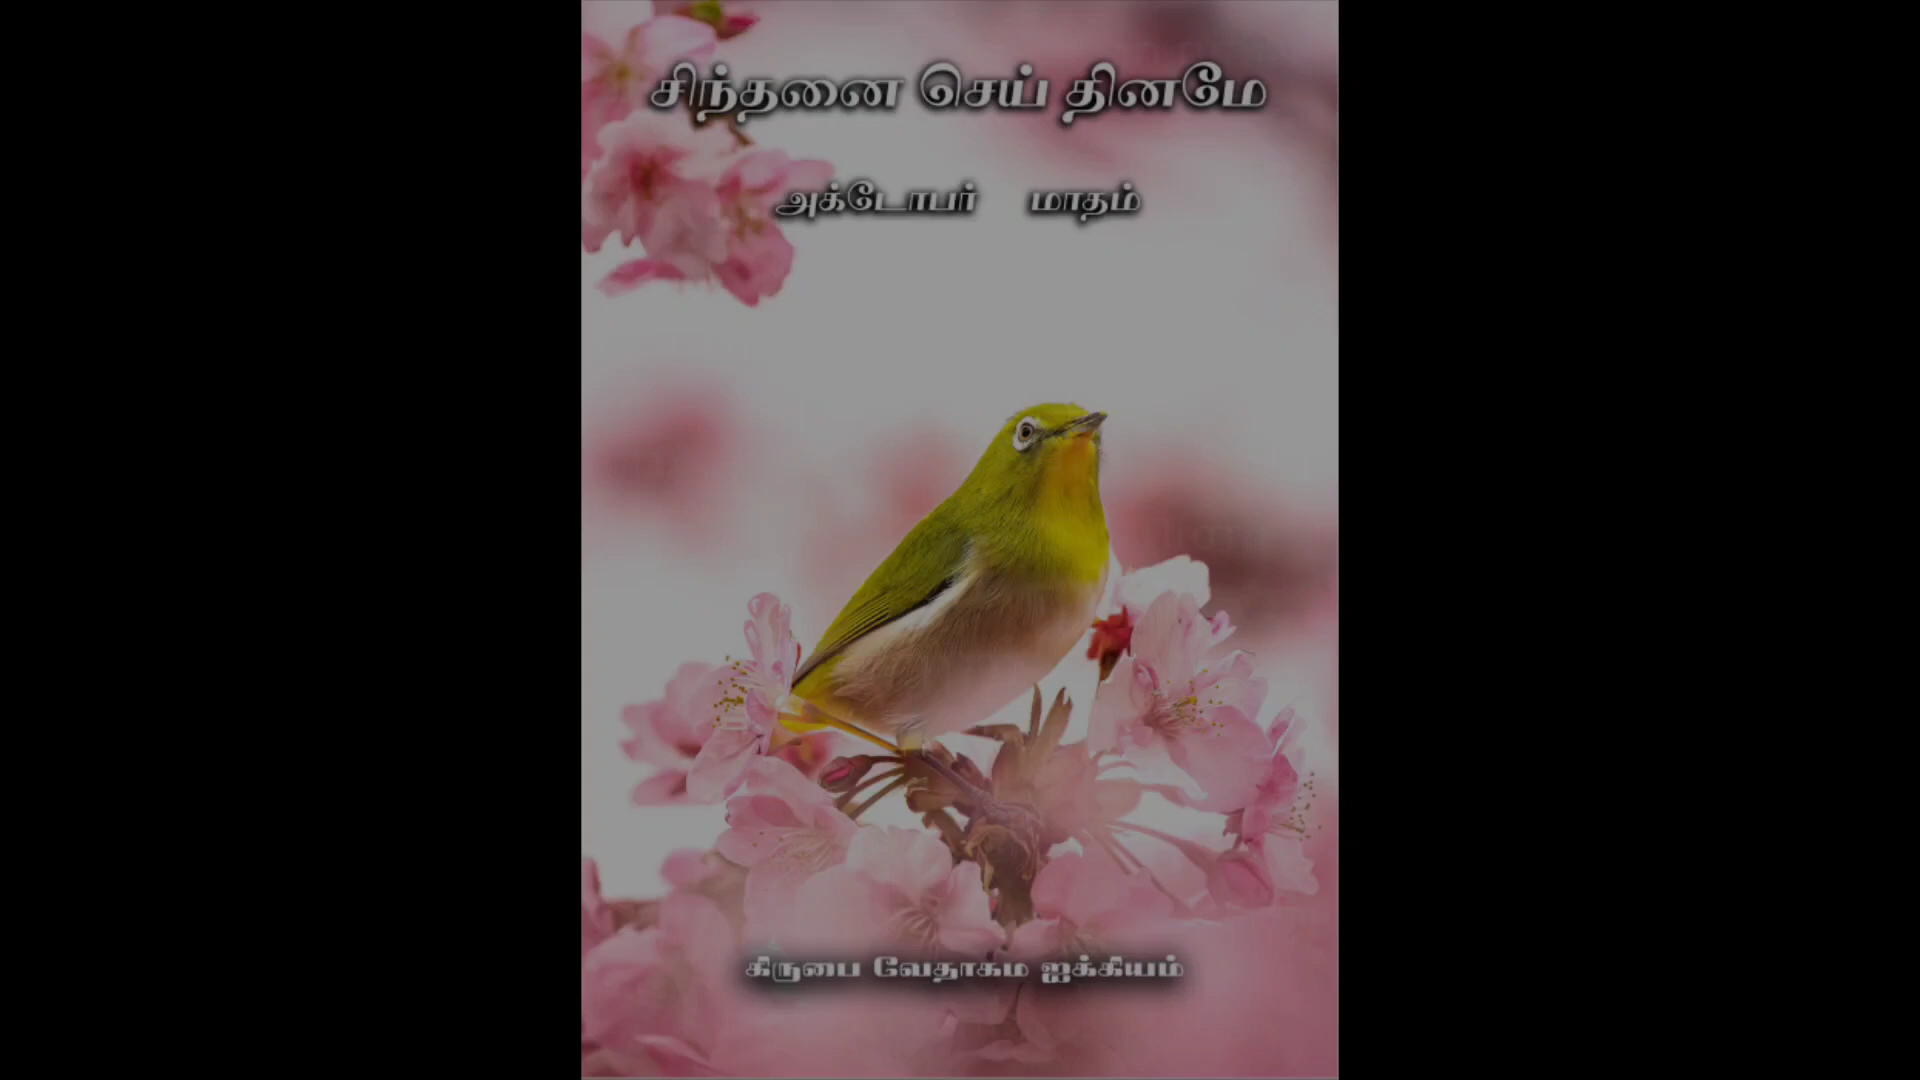 சிந்தனை செய் தினமே
அக்டோபர் மாதம்
கிருபை வேதாகம ஐக்கியம்